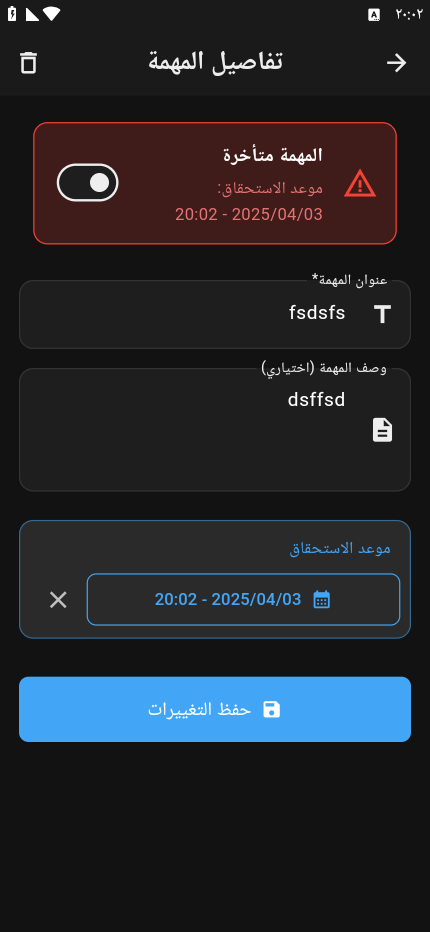 ٢٠:٠٢
تفاصيل المهمة
المهمة متأخرة
موعد الاستحقاق:
2025/04/03 - 20:02
عنوان المهمة*
fsdsfs
وصف المهمة (اختياري)
dsffsd
موعد الاستحقاق
2025/04/03 - 20:02
حفظ التغييرات